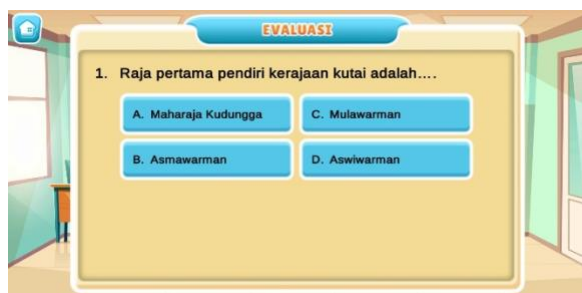 EVALUASI
1. Raja pertama pendiri kerajaan kutai adalah....
A. Maharaja Kudungga
C. Mulawarman
B. Asmawarman
D. Aswiwarman